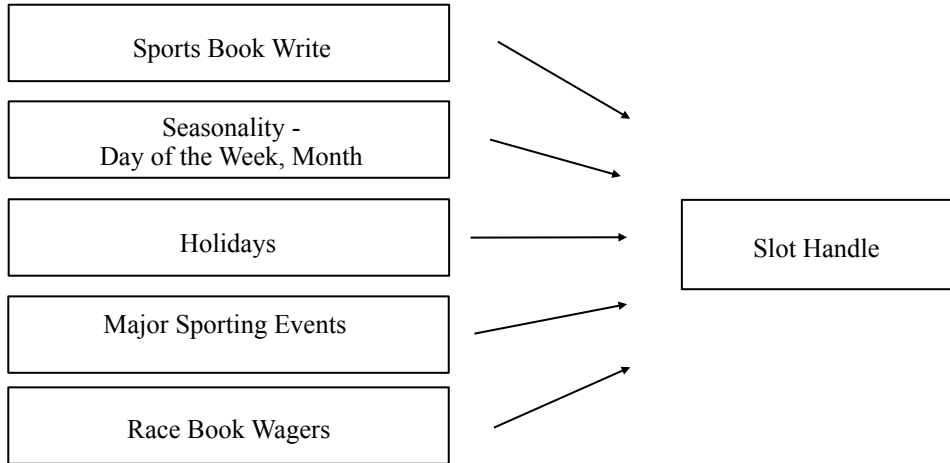 Sports Book Write
Seasonality -
Day of the Week, Month
Holidays
Slot Handle
Major Sporting Events
Race Book Wagers